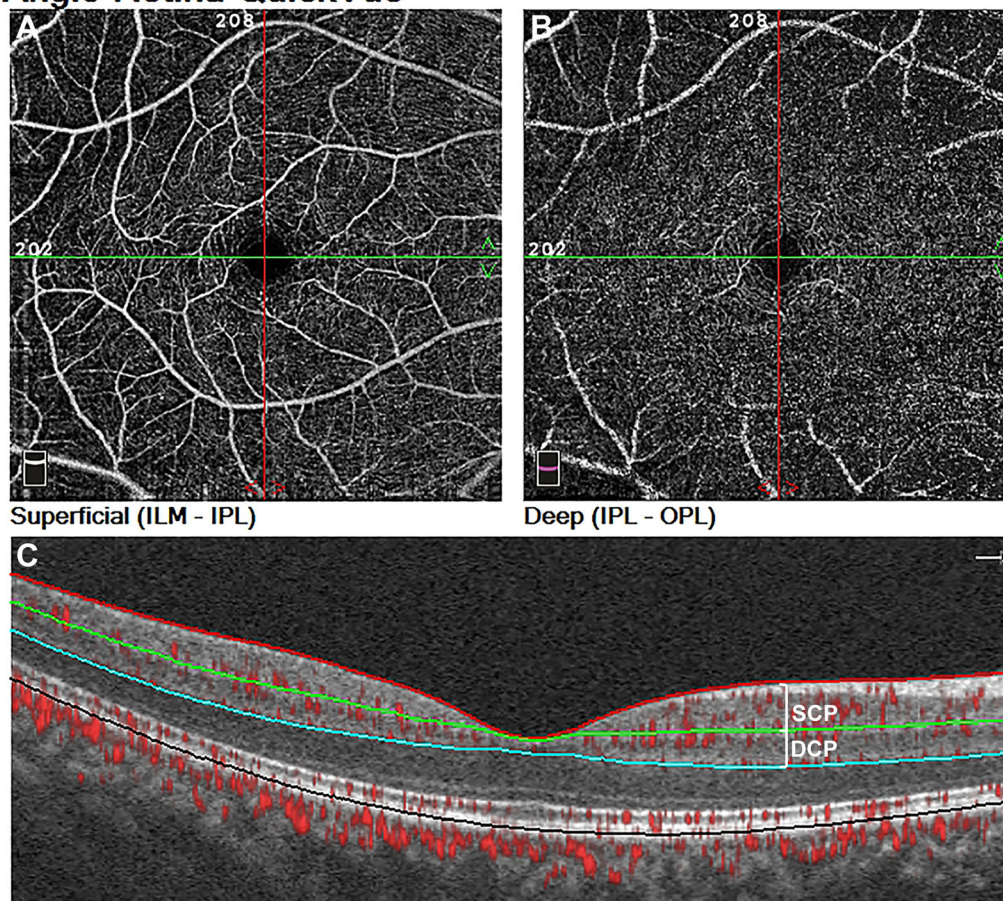 A
208
202
B
208
202
Superficial (ILM - IPL)
Deep (IPL - OPL)
C
SCP
DCP